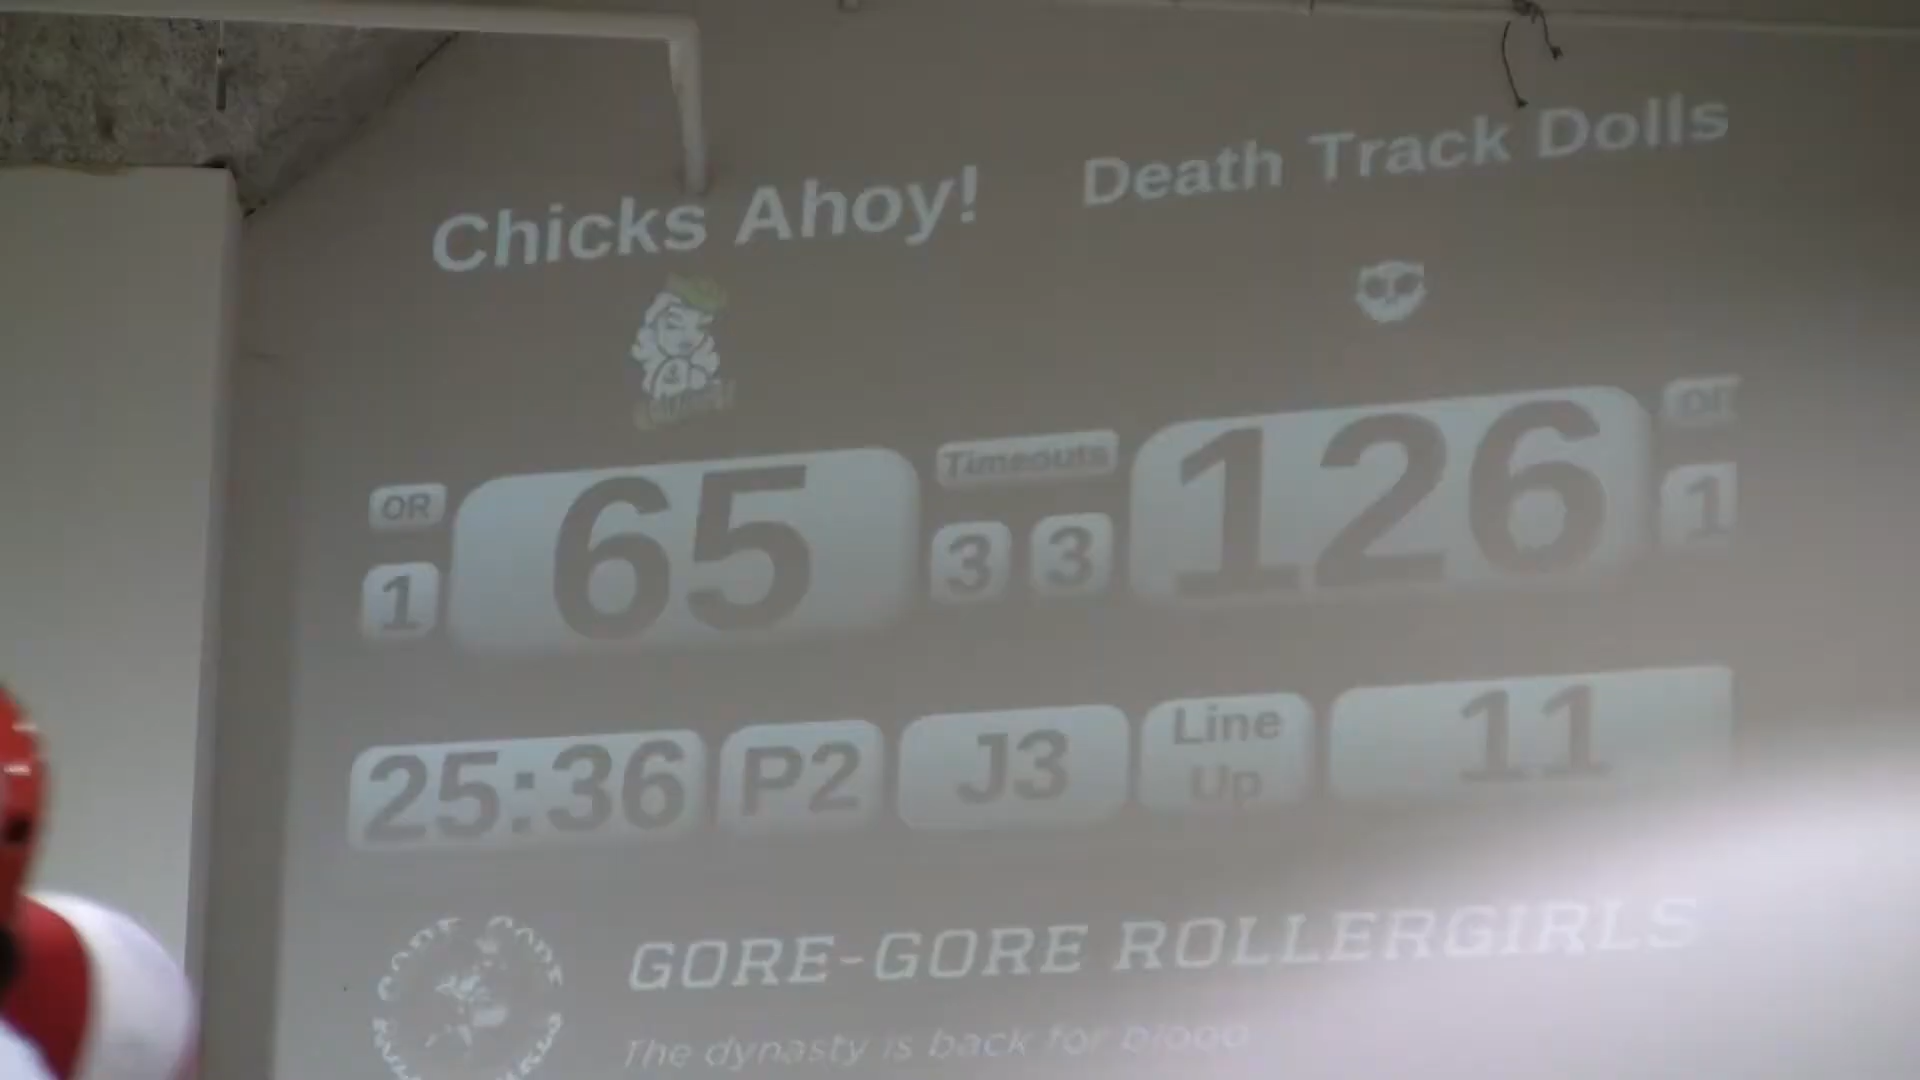 Chicks Ahoy!
Death Track Dolls
OR
65
Timeouts
126
1
3
3
1
25:36
P2
J3
Line
Up
11
GORE-GORE ROLLERGIRLS
The dynasty is back for blood